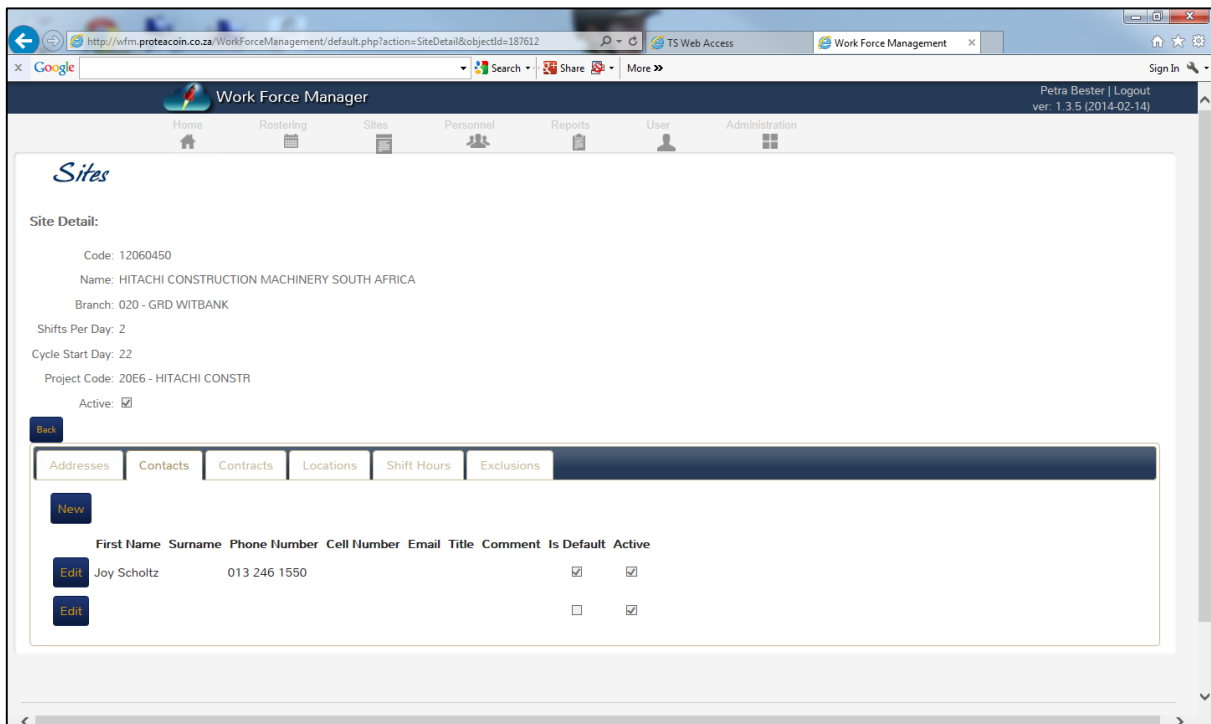 http://wfm.proteacoin.co.za/WorkForceManagement/default.php?action=SiteDetail&objectId=187612
TS Web Access
Work Force Management
x Google
Search
Share
More »
Sign In
Work Force Manager
Petra Bester | Logout
ver: 1.3.5 (2014-02-14)
Home Rostering Sites Personnel Reports User Administration
Sites
Site Detail:
Code: 12060450
Name: HITACHI CONSTRUCTION MACHINERY SOUTH AFRICA
Branch: 020 - GRD WITBANK
Shifts Per Day: 2
Cycle Start Day: 22
Project Code: 20E6 - HITACHI CONSTR
Active:
Back
Addresses Contacts Contracts Locations Shift Hours Exclusions
New
First Name Surname Phone Number Cell Number Email Title Comment Is Default Active
Edit Joy Scholtz 013 246 1550
Edit